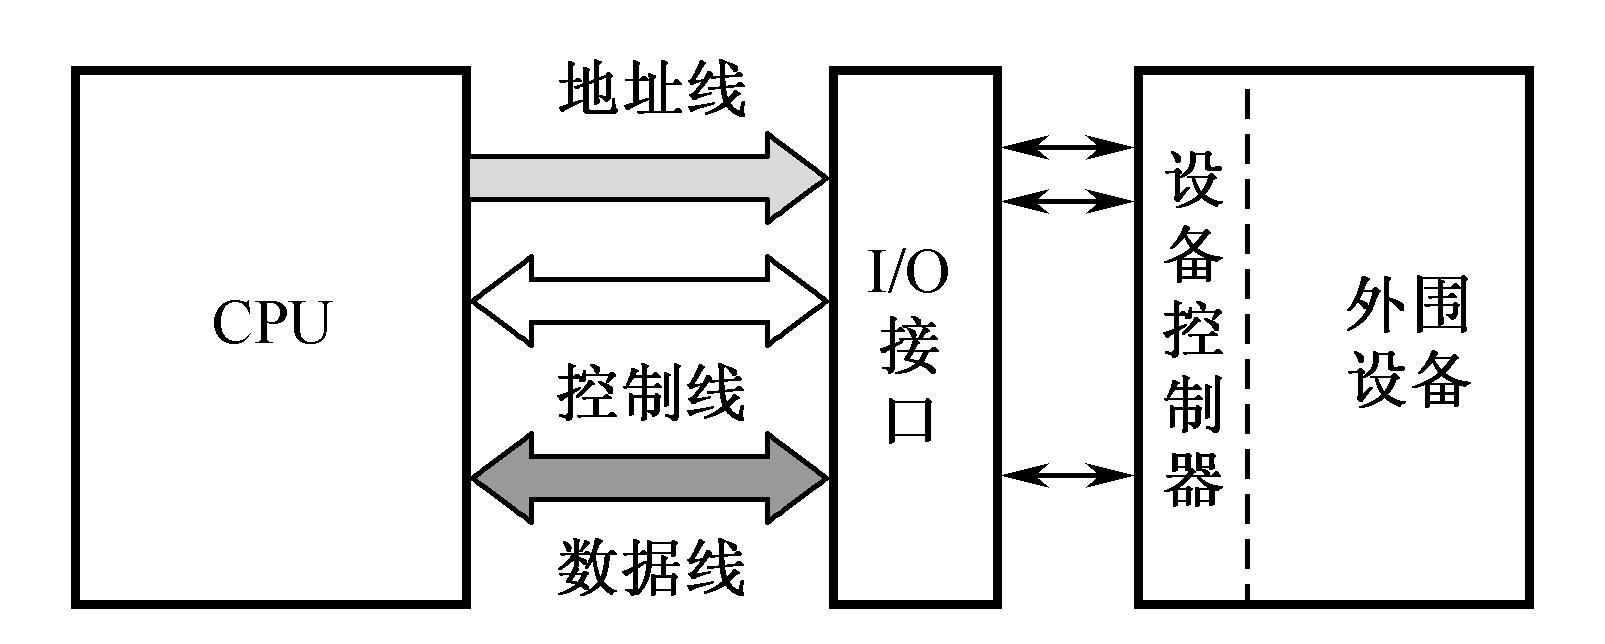 地址线
CPU
控制线
数据线
I/O
接
口
设备控制器
外围
设备